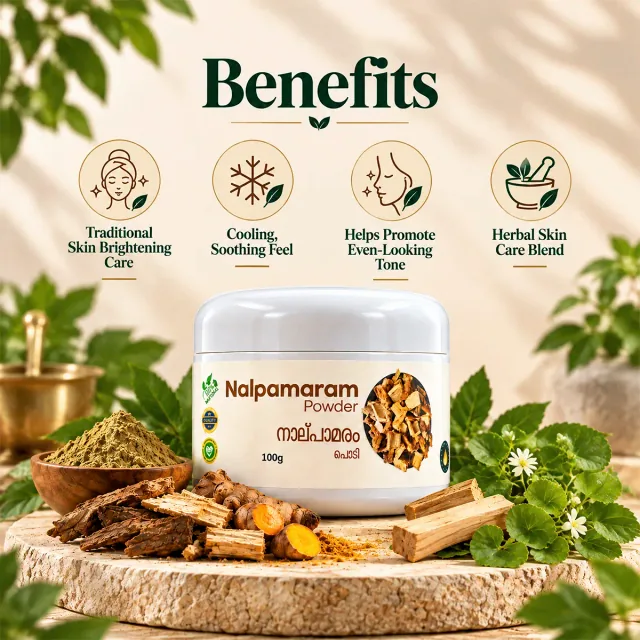 Benefits
Traditional
Skin Brightening
Care
Cooling,
Soothing Feel
Helps Promote
Even-Looking
Tone
Herbal Skin
Care Blend
Nalpamaram
Powder
നാല്പാമരം
പൊടി
100g